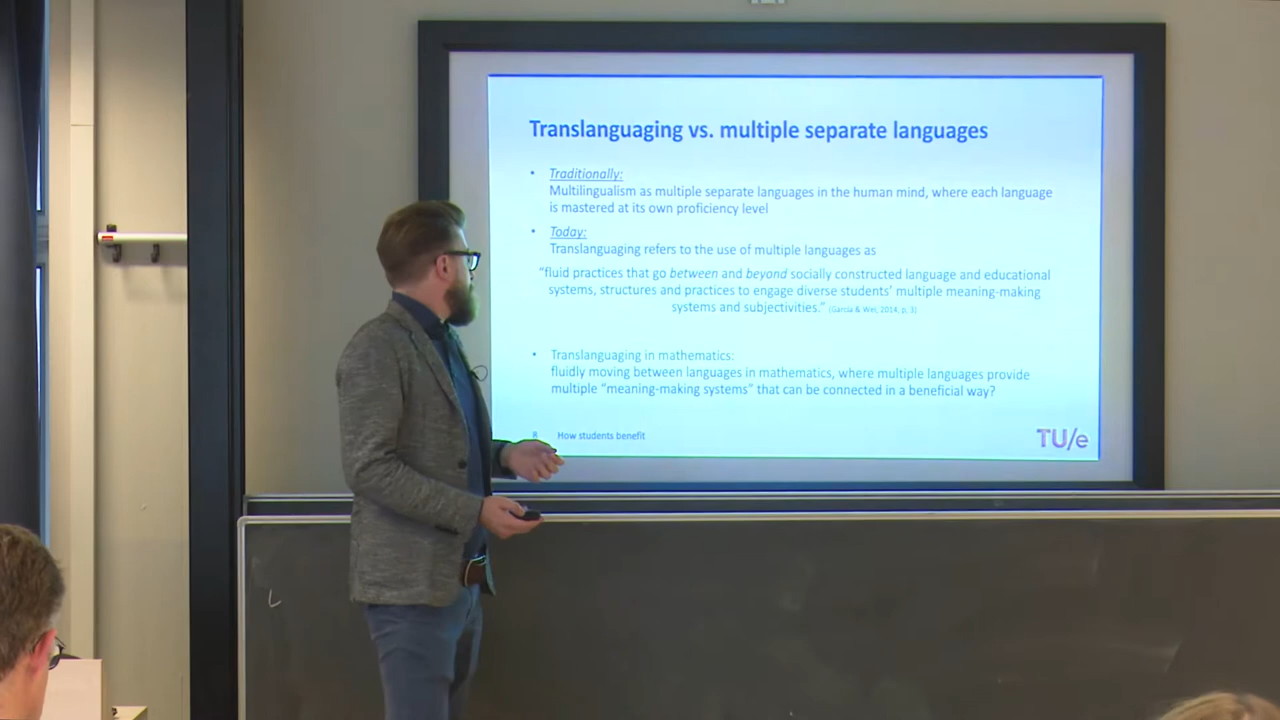 Translanguaging vs. multiple separate languages
• Traditionally:
Multilingualism as multiple separate languages in the human mind, where each language
is mastered at its own proficiency level
• Today:
Translanguaging refers to the use of multiple languages as
“fluid practices that go between and beyond socially constructed language and educational
systems, structures and practices to engage diverse students’ multiple meaning-making
systems and subjectivities.” (García & Wei, 2014, p. 3)
• Translanguaging in mathematics:
fluidly moving between languages in mathematics, where multiple languages provide
multiple “meaning-making systems” that can be connected in a beneficial way?
8 How students benefit
TU/e